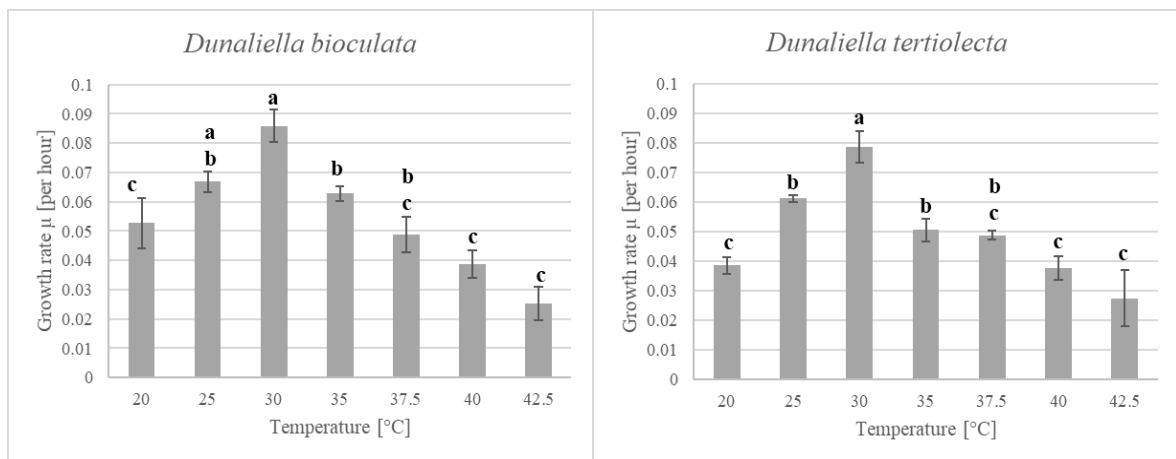 Dunaliella bioculata
Growth rate µ [per hour]
0.1
0.09
0.08
0.07
0.06
0.05
0.04
0.03
0.02
0.01
0
c
a
b
a
b
b
c
c
c
20 25 30 35 37.5 40 42.5
Temperature [°C]
Dunaliella tertiolecta
Growth rate µ [per hour]
0.1
0.09
0.08
0.07
0.06
0.05
0.04
0.03
0.02
0.01
0
c
b
a
b
b
c
c
c
20 25 30 35 37.5 40 42.5
Temperature [°C]